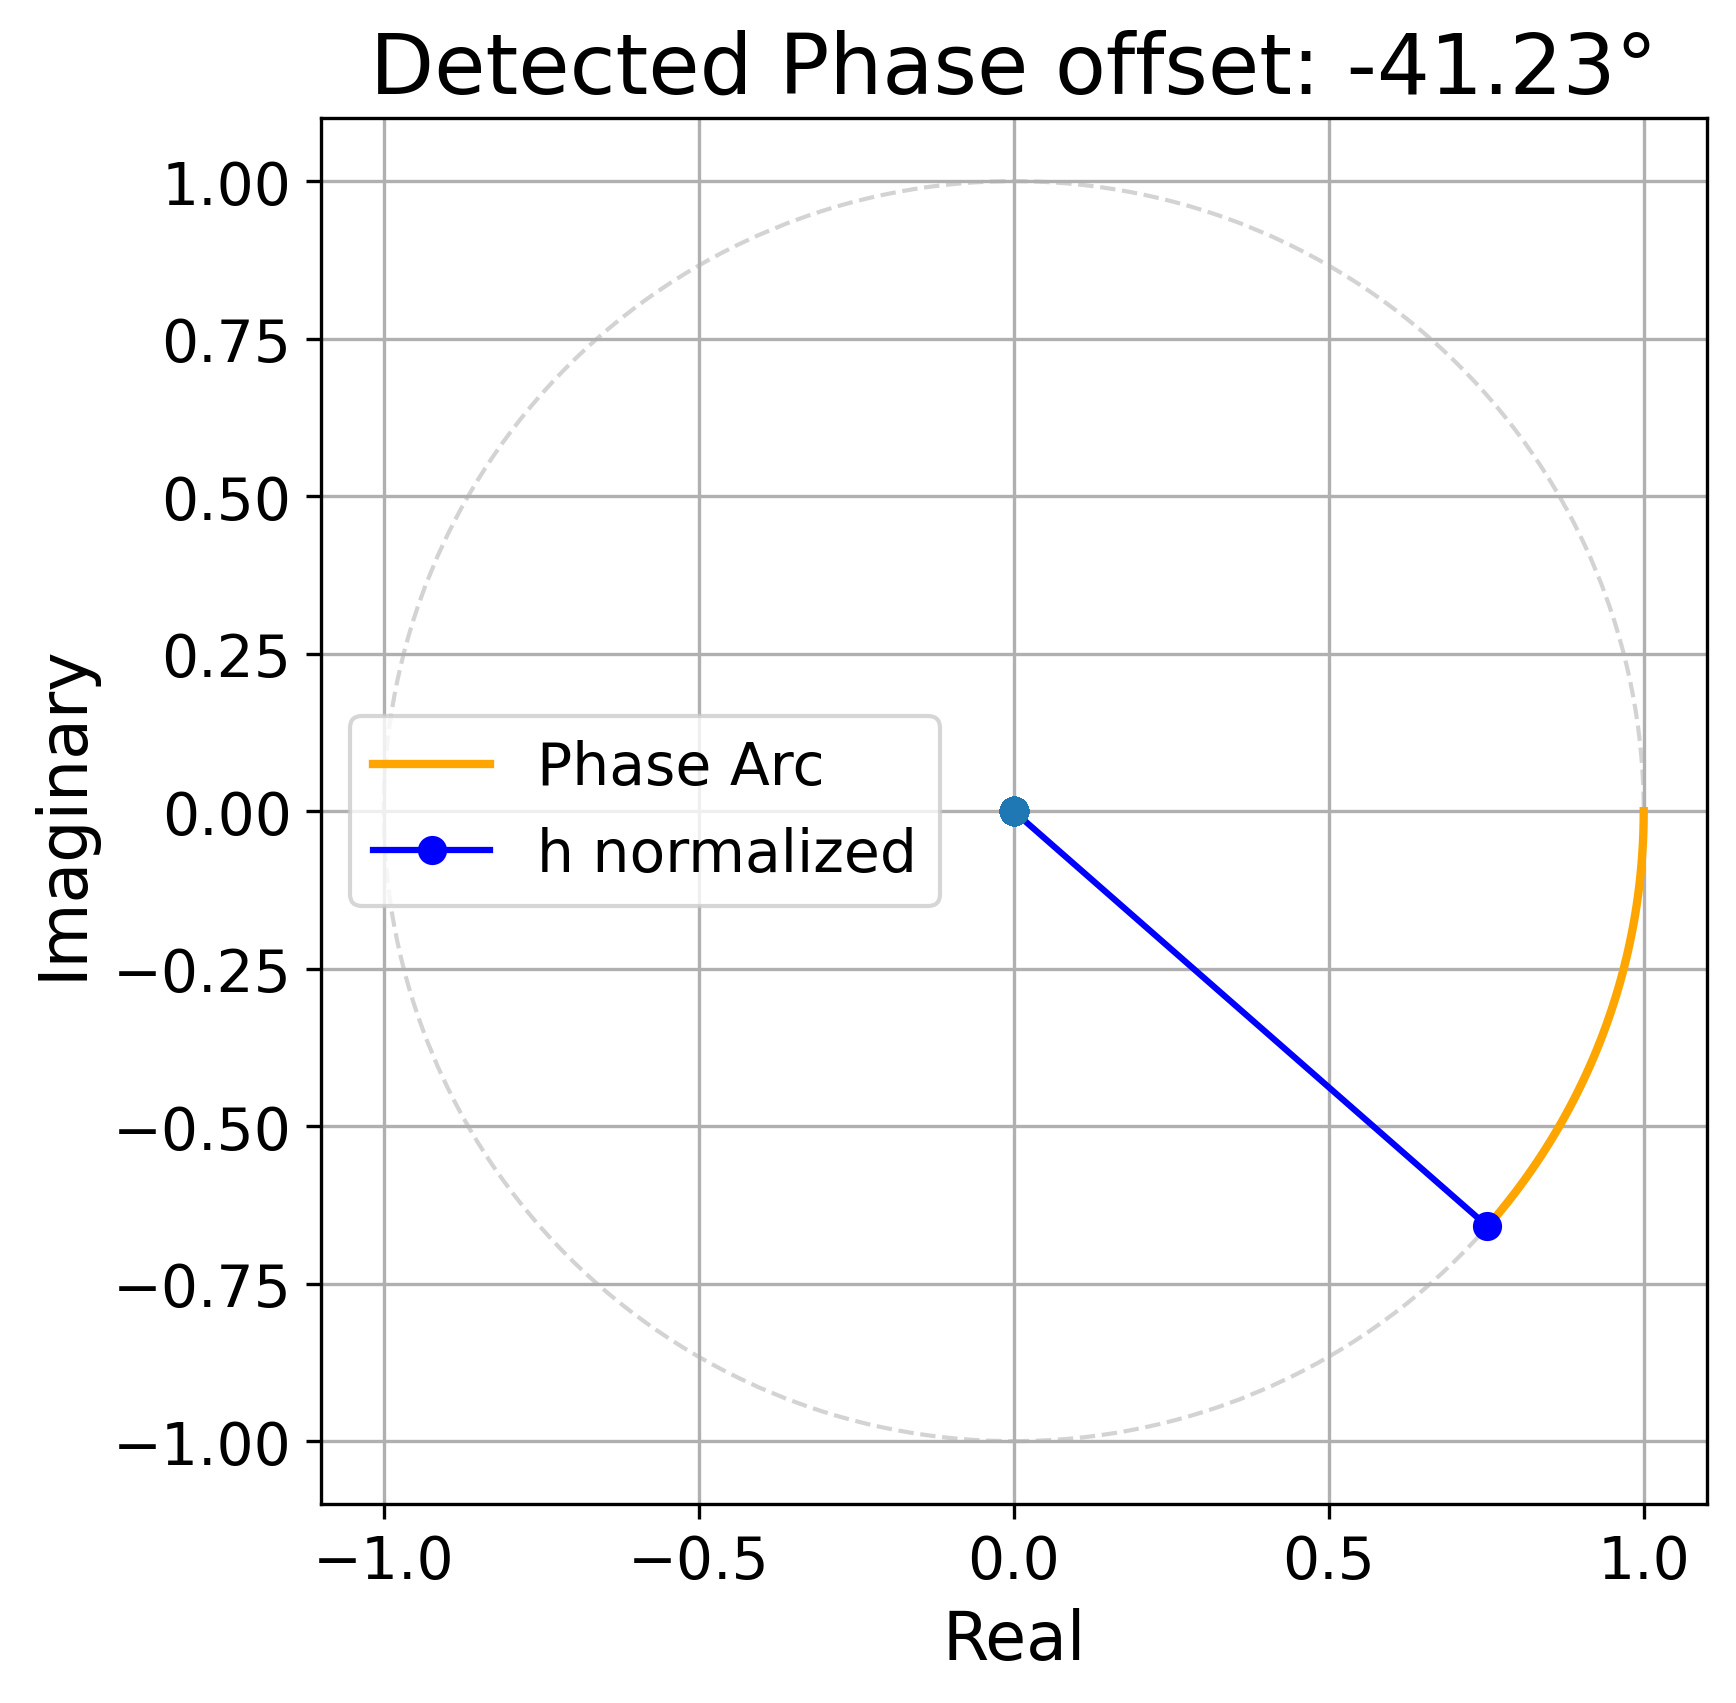 Detected Phase offset: -41.23°
1.00
0.75
0.50
0.25
0.00
−0.25
−0.50
−0.75
−1.00
Imaginary
Phase Arc
h normalized
−1.0 −0.5 0.0 0.5 1.0
Real